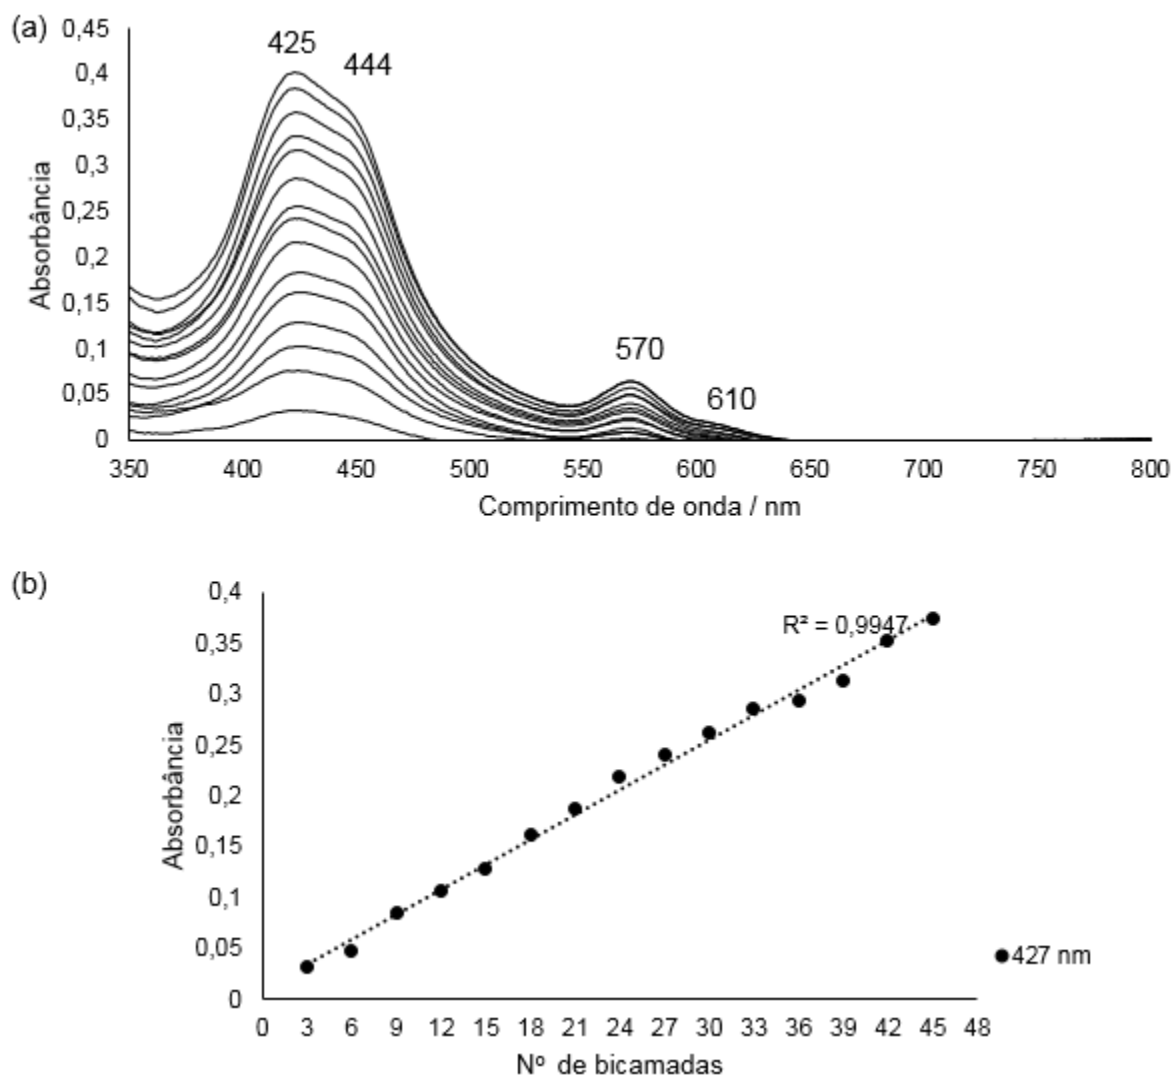 (a)
425
444
570
610
Absorbância
0,45
0,4
0,35
0,3
0,25
0,2
0,15
0,1
0,05
0
350 400 450 500 550 600 650 700 750 800
Comprimento de onda / nm
(b)
R² = 0,9947
Absorbância
0,4
0,35
0,3
0,25
0,2
0,15
0,1
0,05
0
427 nm
0 3 6 9 12 15 18 21 24 27 30 33 36 39 42 45 48
Nº de bicamadas